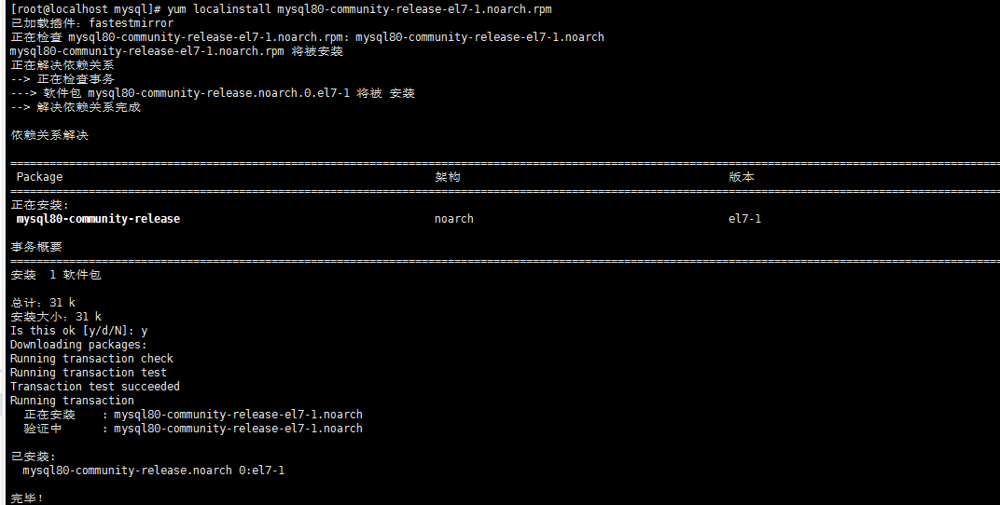 [root@localhost mysql]# yum localinstall mysql80-community-release-el7-1.noarch.rpm
已加载插件：fastestmirror
正在检查 mysql80-community-release-el7-1.noarch.rpm: mysql80-community-release-el7-1.noarch
mysql80-community-release-el7-1.noarch.rpm 将被安装
正在解决依赖关系
--> 正在检查事务
---> 软件包 mysql80-community-release.noarch.0.el7-1 将被 安装
--> 解决依赖关系完成
依赖关系解决
================================================================================
Package 架构 版本
================================================================================
正在安装:
mysql80-community-release noarch el7-1
事务概要
================================================================================
安装  1 软件包
总计：31 k
安装大小：31 k
Is this ok [y/d/N]: y
Downloading packages:
Running transaction check
Running transaction test
Transaction test succeeded
Running transaction
正在安装    : mysql80-community-release-el7-1.noarch
验证中      : mysql80-community-release-el7-1.noarch
已安装:
mysql80-community-release.noarch 0:el7-1
完毕！